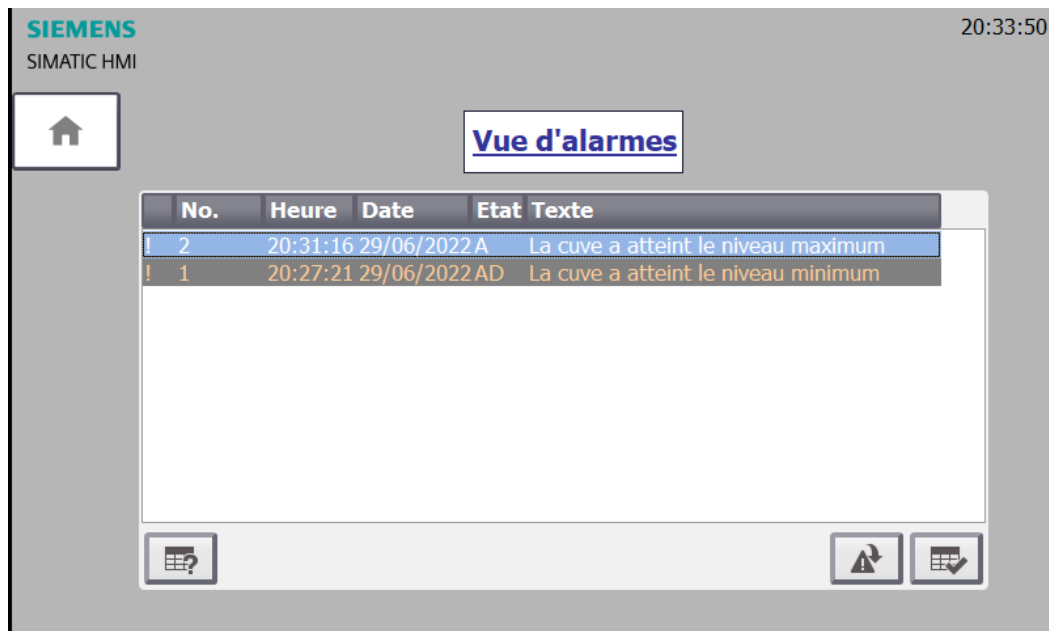 SIEMENS
20:33:50
SIMATIC HMI
Vue d'alarmes
No. Heure Date Etat Texte
! 2 20:31:16 29/06/2022 A La cuve a atteint le niveau maximum
! 1 20:27:21 29/06/2022 AD La cuve a atteint le niveau minimum